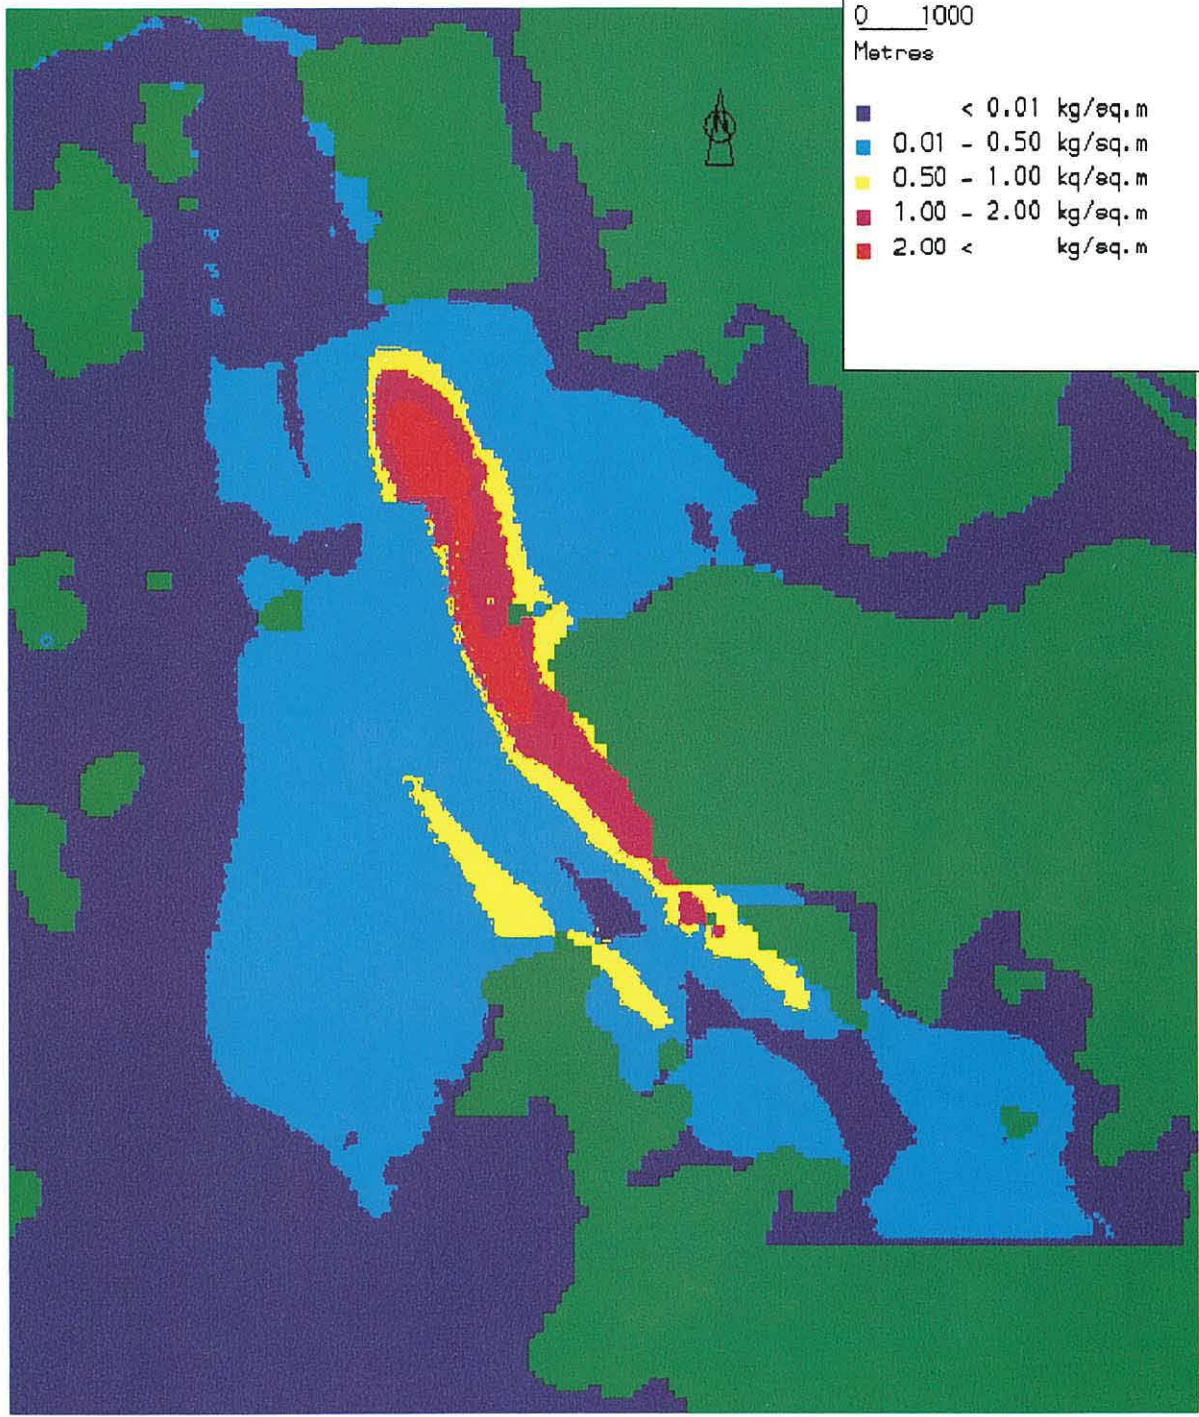 0 1000
Metres
< 0.01 kg/sq.m
0.01 - 0.50 kg/sq.m
0.50 - 1.00 kq/sq.m
1.00 - 2.00 kg/sq.m
2.00 < kg/sq.m
N